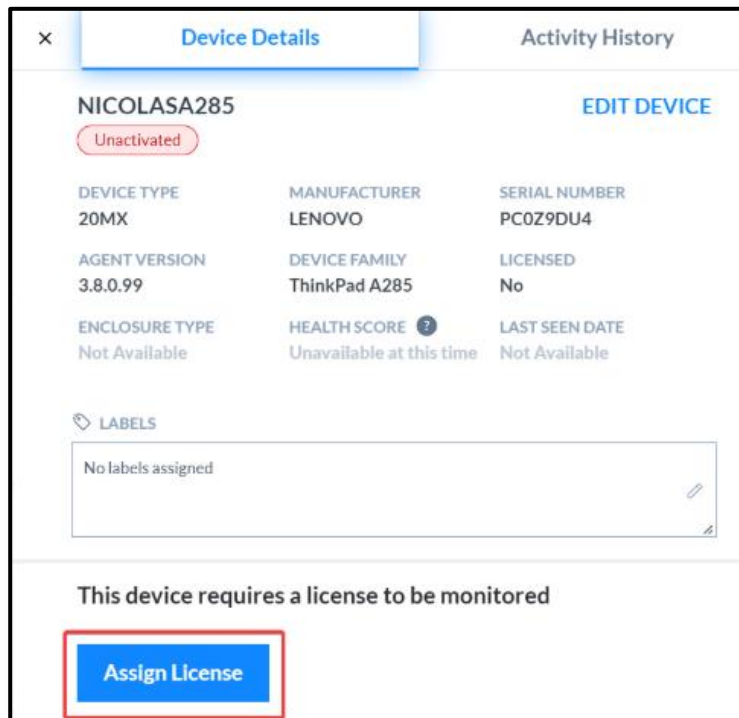 × Device Details Activity History
NICOLASA285 EDIT DEVICE
Unactivated
DEVICE TYPE MANUFACTURER SERIAL NUMBER
20MX LENOVO PC0Z9DU4
AGENT VERSION DEVICE FAMILY LICENSED
3.8.0.99 ThinkPad A285 No
ENCLOSURE TYPE HEALTH SCORE ? LAST SEEN DATE
Not Available Unavailable at this time Not Available
LABELS
No labels assigned
This device requires a license to be monitored
Assign License